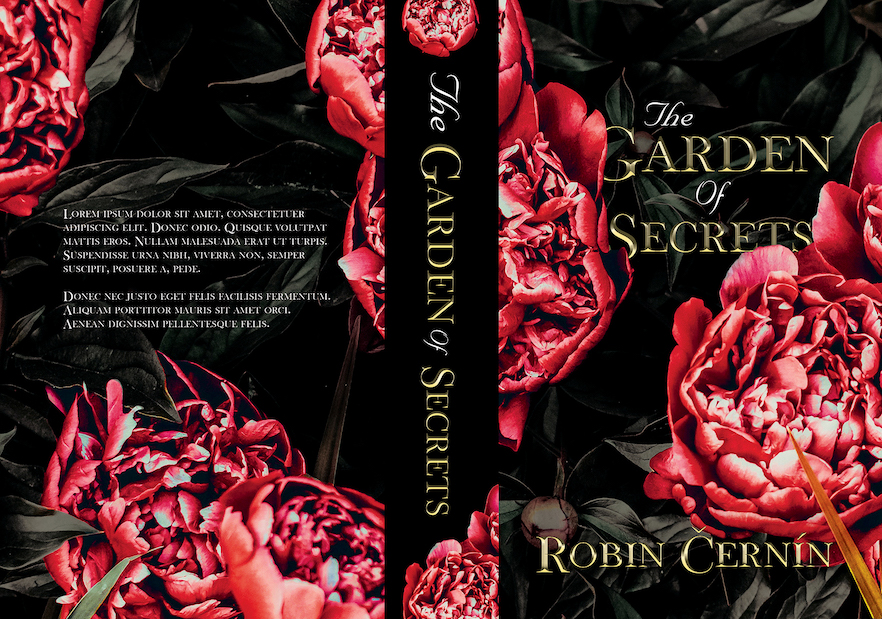 Lorem ipsum dolor sit amet, consectetuer
adipiscing elit. Donec odio. Quisque volutpat
mattis eros. Nullam malesuada erat ut turpis.
Suspendisse urna nibh, viverra non, semper
suscipit, posuere a, pede.
Donec nec justo eget felis facilisis fermentum.
Aliquam porttitor mauris sit amet orci.
Aenean dignissim pellentesque felis.
The Garden Of Secrets
The
Garden
Of
Secrets
Robin Černín